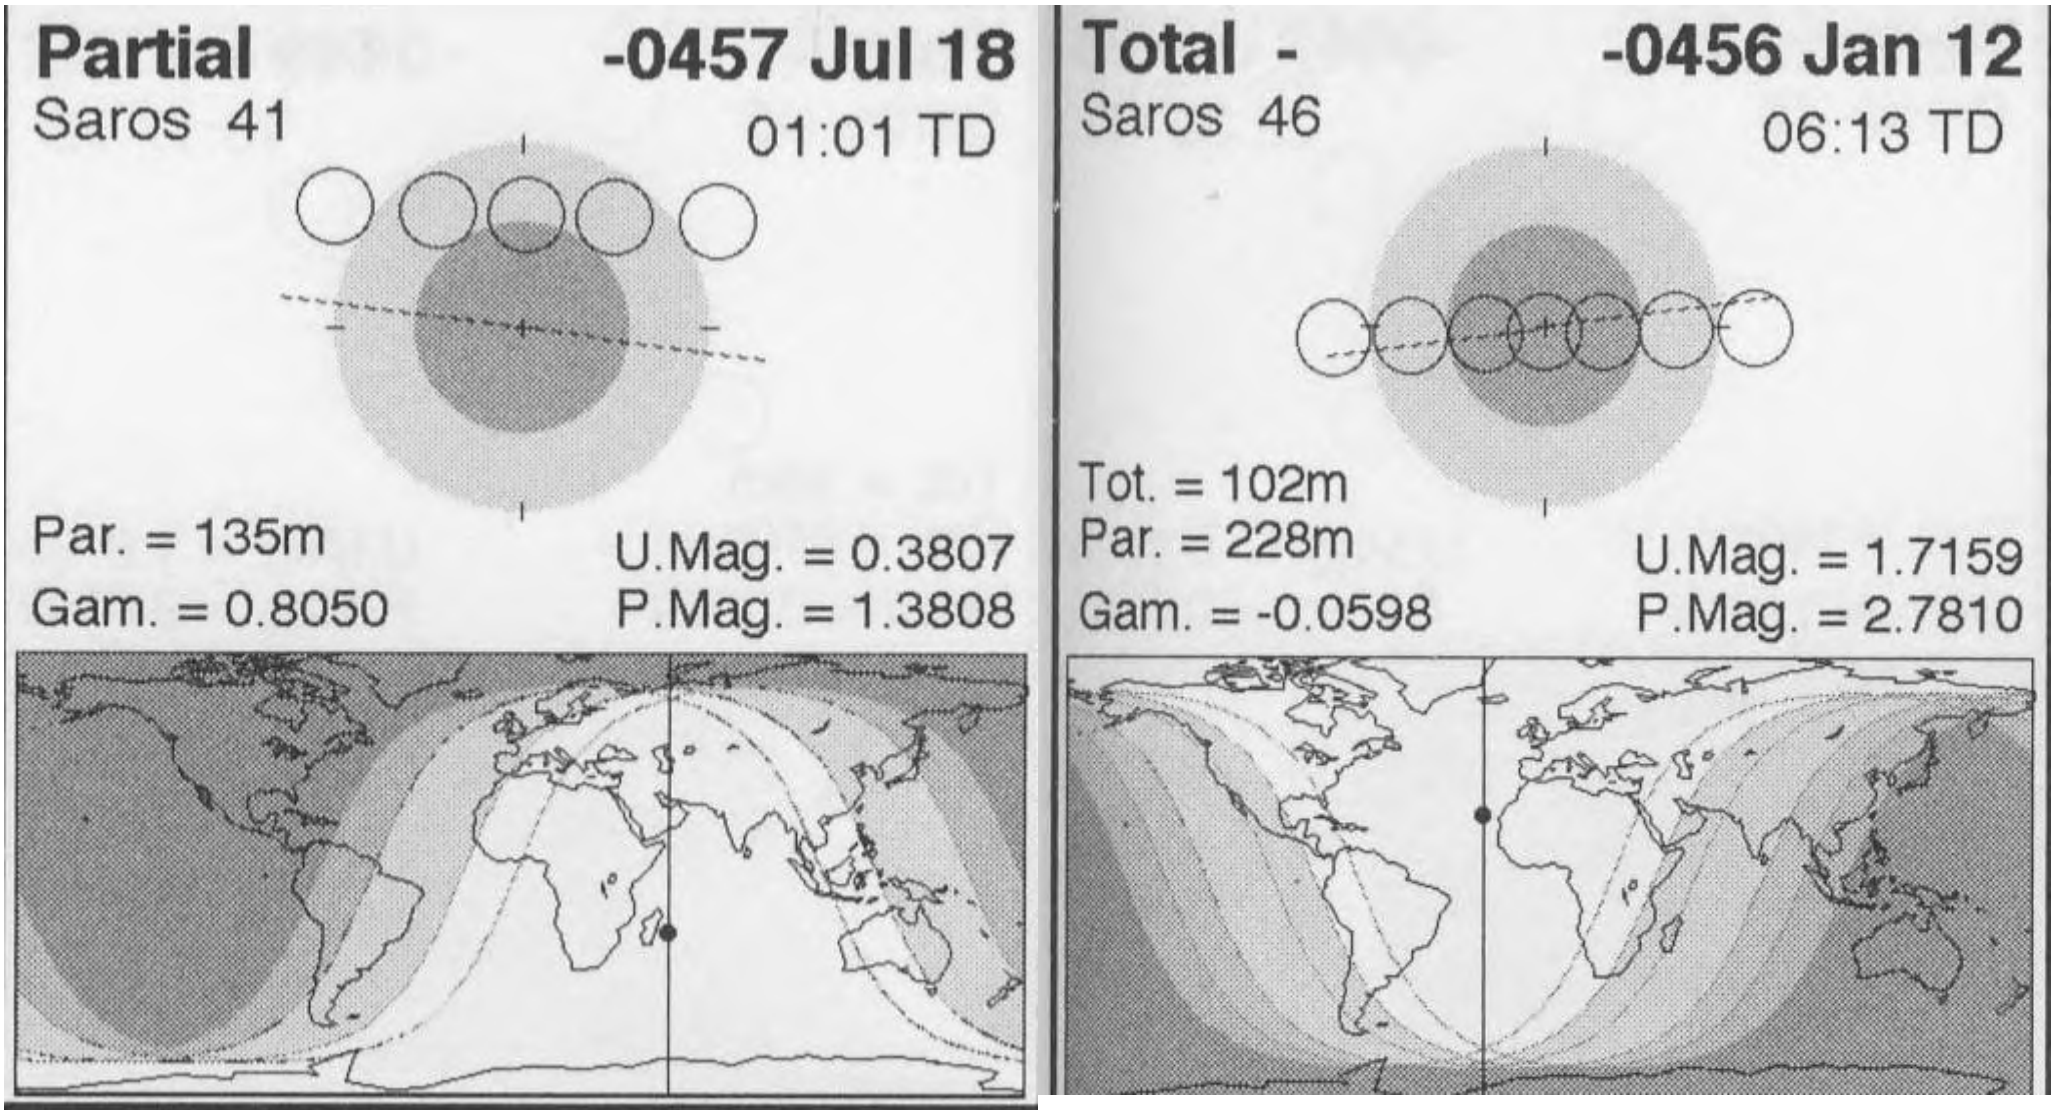 Partial
-0457 Jul 18
Saros 41
01:01 TD
Par. = 135m
U.Mag. = 0.3807
Gam. = 0.8050
P.Mag. = 1.3808
Total -
-0456 Jan 12
Saros 46
06:13 TD
Tot. = 102m
Par. = 228m
U.Mag. = 1.7159
Gam. = -0.0598
P.Mag. = 2.7810